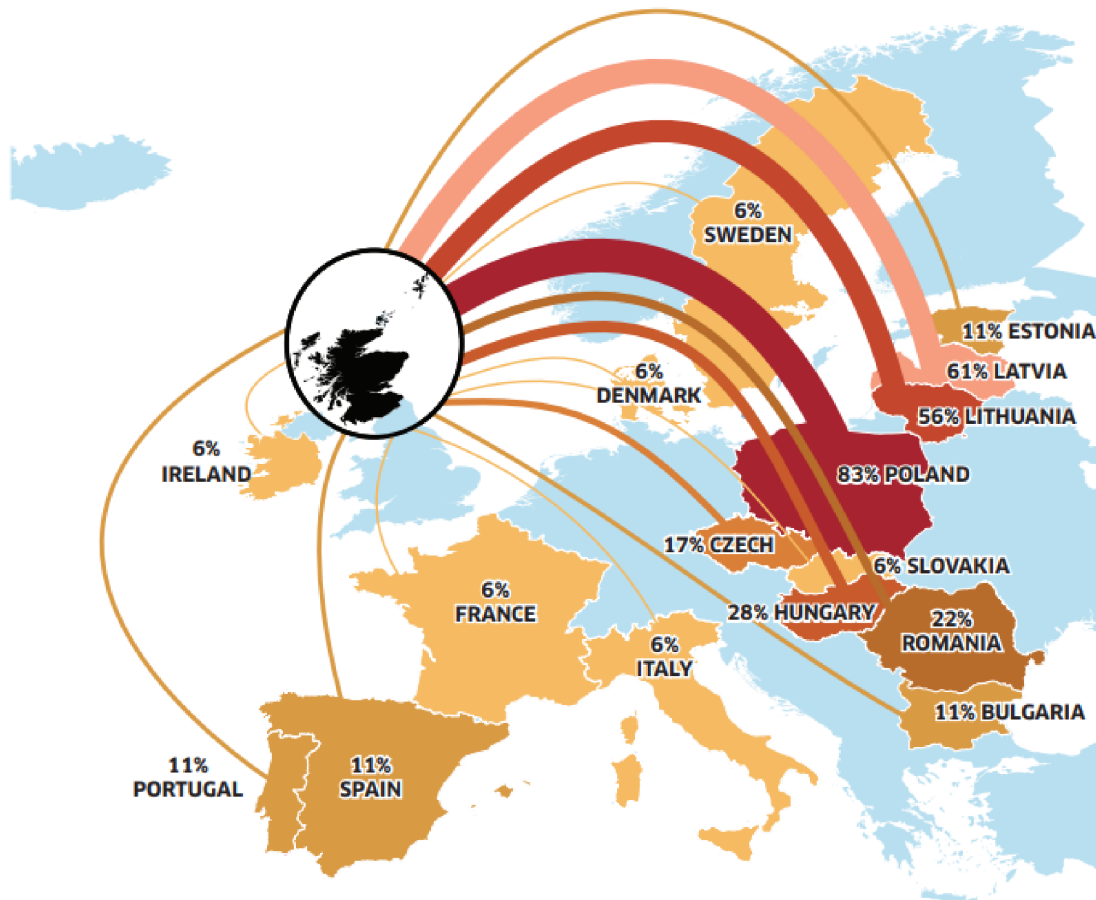 6%
SWEDEN
11% ESTONIA
61% LATVIA
6%
DENMARK
56% LITHUANIA
6%
IRELAND
83% POLAND
17% CZECH
6% SLOVAKIA
6%
FRANCE
28% HUNGARY
22%
ROMANIA
6%
ITALY
11% BULGARIA
11%
PORTUGAL
11%
SPAIN